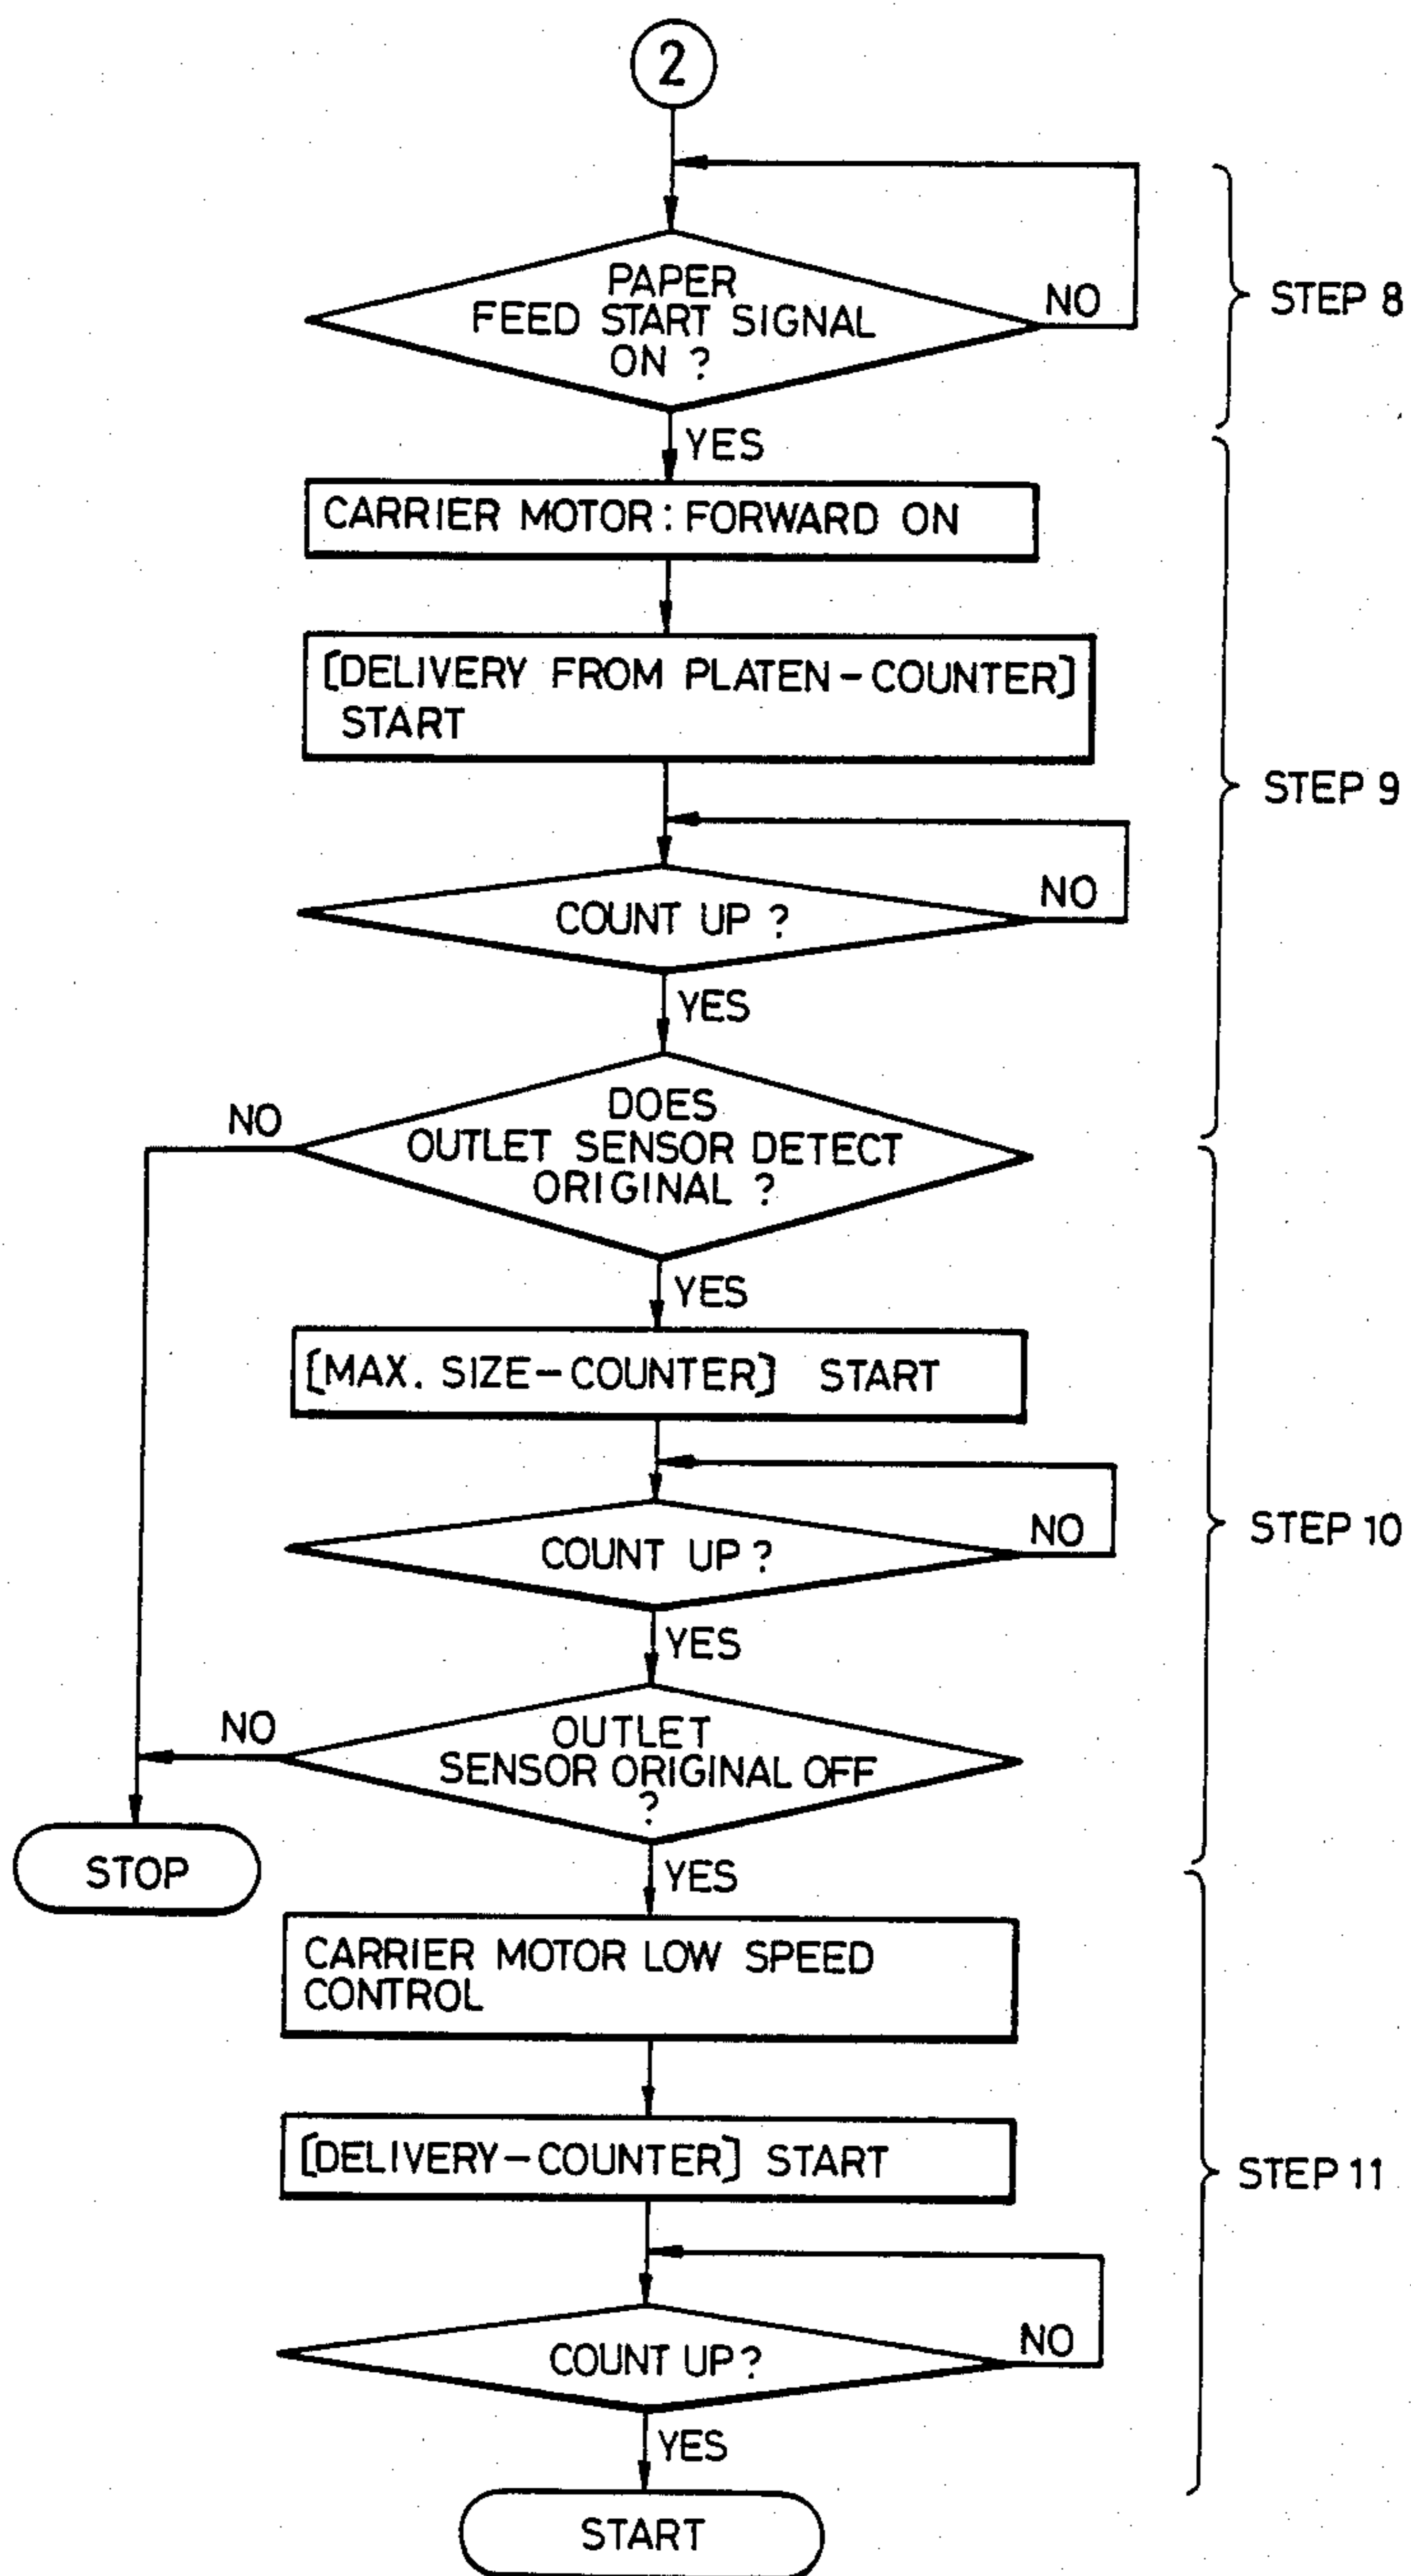 2
PAPER
FEED START SIGNAL
ON ?
NO
STEP 8
YES
CARRIER MOTOR : FORWARD ON
[DELIVERY FROM PLATEN-COUNTER]
START
STEP 9
NO
COUNT UP ?
YES
NO
DOES
OUTLET SENSOR DETECT
ORIGINAL ?
YES
[MAX. SIZE-COUNTER] START
NO
COUNT UP ?
STEP 10
YES
NO
OUTLET
SENSOR ORIGINAL OFF
?
STOP
YES
CARRIER MOTOR LOW SPEED
CONTROL
[DELIVERY-COUNTER] START
STEP 11
NO
COUNT UP ?
YES
START